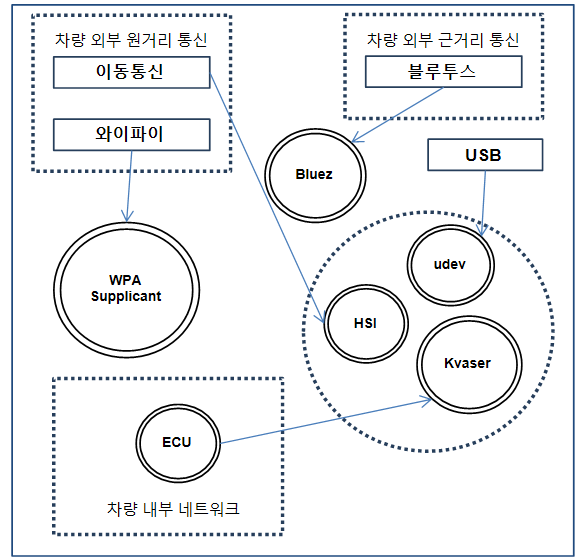 차량 외부 원거리 통신
이동통신
와이파이
차량 외부 근거리 통신
블루투스
USB
Bluez
udev
WPA
Supplicant
HSI
Kvaser
ECU
차량 내부 네트워크